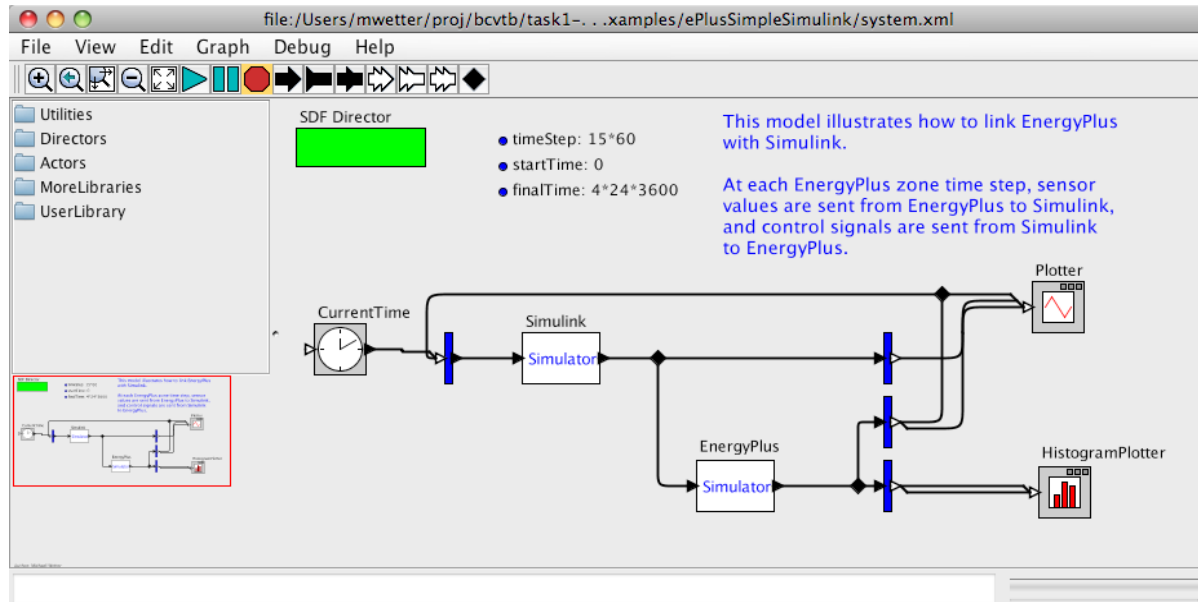 file:/Users/mwetter/proj/bcvtb/task1-. . .xamples/ePlusSimpleSimulink/system.xml
File View Edit Graph Debug Help
Utilities
Directors
Actors
MoreLibraries
UserLibrary
SDF Director
timeStep: 15*60
startTime: 0
finalTime: 4*24*3600
This model illustrates how to link EnergyPlus
with Simulink.
At each EnergyPlus zone time step, sensor
values are sent from EnergyPlus to Simulink,
and control signals are sent from Simulink
to EnergyPlus.
Plotter
CurrentTime
Simulink
Simulator
EnergyPlus
Simulator
HistogramPlotter